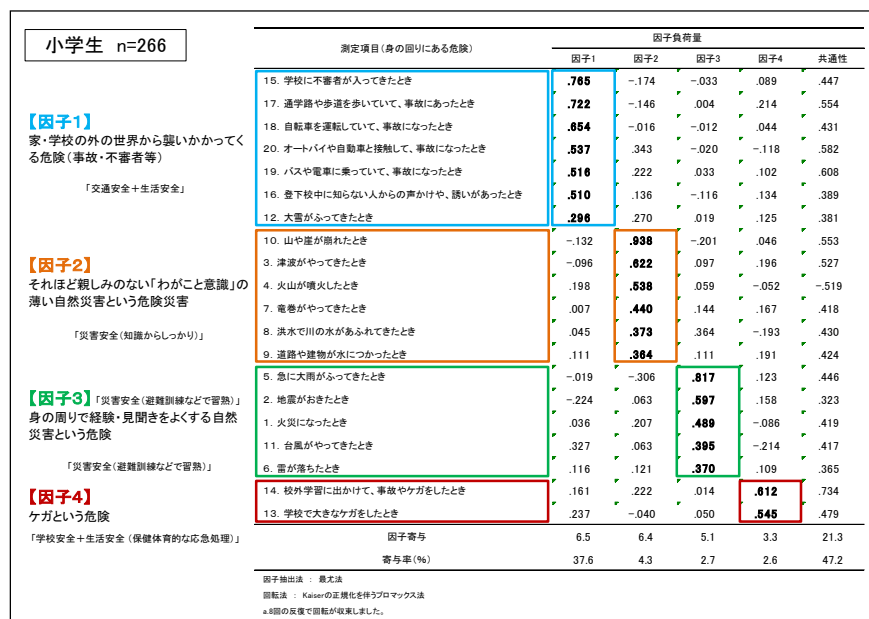 小学生 n=266
【因子1】
家・学校の外の世界から襲いかかってく
る危険(事故・不審者等)
「交通安全+生活安全」
【因子2】
それほど親しみのない「わがこと意識」の
薄い自然災害という危険災害
「災害安全(知識からしっかり)」
【因子3】「災害安全(避難訓練などで習熟)」
身の周りで経験・見聞きをよくする自然
災害という危険
「災害安全(避難訓練などで習熟)」
【因子4】
ケガという危険
「学校安全+生活安全(保健体育的な応急処理)」
測定項目(身の回りにある危険) 因子負荷量
因子1 因子2 因子3 因子4 共通性
15. 学校に不審者が入ってきたとき .765 −.174 −.033 .089 .447
17. 通学路や歩道を歩いていて、事故にあったとき .722 −.146 .004 .214 .554
18. 自転車を運転していて、事故になったとき .654 −.016 −.012 .044 .431
20. オートバイや自動車と接触して、事故になったとき .537 .343 −.020 −.118 .582
19. バスや電車に乗っていて、事故になったとき .516 .222 .033 .102 .608
16. 登下校中に知らない人からの声かけや、誘いがあったとき .510 .136 −.116 .134 .389
12. 大雪がふってきたとき .296 .270 .019 .125 .381
10. 山や崖が崩れたとき −.132 .938 −.201 .046 .553
3. 津波がやってきたとき −.096 .622 .097 .196 .527
4. 火山が噴火したとき .198 .538 .059 −.052 −.519
7. 竜巻がやってきたとき .007 .440 .144 .167 .418
8. 洪水で川の水があふれてきたとき .045 .373 .364 −.193 .430
9. 道路や建物が水につかったとき .111 .364 .111 .191 .424
5. 急に大雨がふってきたとき −.019 −.306 .817 .123 .446
2. 地震がおきたとき −.224 .063 .597 .158 .323
1. 火災になったとき .036 .207 .489 −.086 .419
11. 台風がやってきたとき .327 .063 .395 −.214 .417
6. 雷が落ちたとき .116 .121 .370 .109 .365
14. 校外学習に出かけて、事故やケガをしたとき .161 .222 .014 .612 .734
13. 学校で大きなケガをしたとき .237 −.040 .050 .545 .479
因子寄与 6.5 6.4 5.1 3.3 21.3
寄与率(%) 37.6 4.3 2.7 2.6 47.2
因子抽出法 : 最尤法
回転法 : Kaiserの正規化を伴うプロマックス法
a.8回の反復で回転が収束しました。